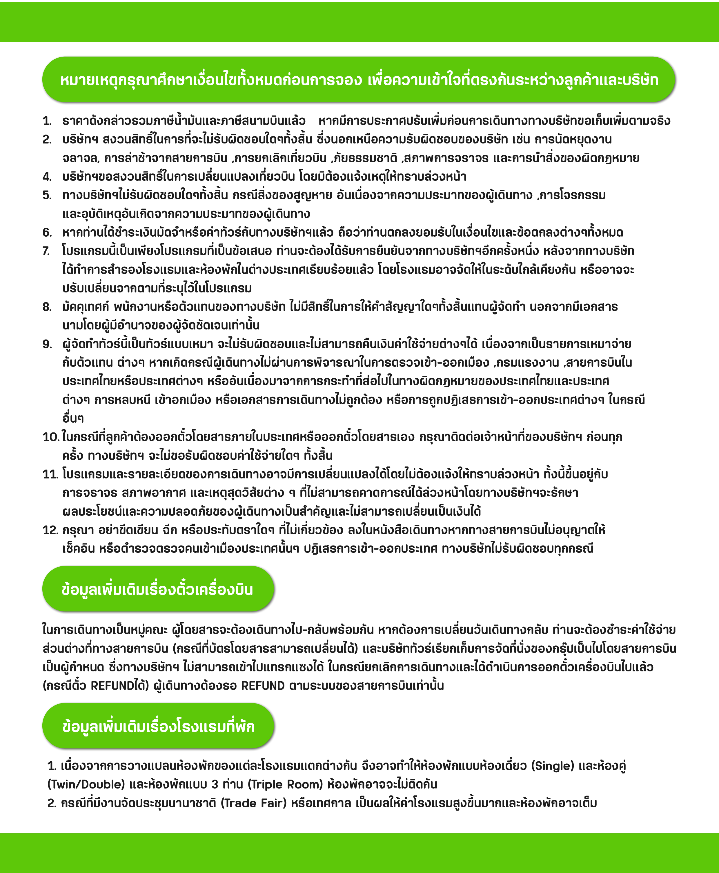 หมายเหตุกรุณาศึกษาเงื่อนไขทั้งหมดก่อนการจอง เพื่อความเข้าใจที่ตรงกันระหว่างลูกค้าและบริษัท
1. ราคาดังกล่าวรวมภาษีน้ำมันและภาษีสนามบินแล้ว หากมีการประกาศปรับเพิ่มก่อนการเดินทางทางบริษัทขอเก็บเพิ่มตามจริง
2. บริษัทฯ สงวนสิทธิ์ในการที่จะไม่รับผิดชอบใดๆทั้งสิ้น ซึ่งนอกเหนือความรับผิดชอบของบริษัท เช่น การนัดหยุดงาน
จลาจล, การล่าช้าจากสายการบิน ,การยกเลิกเที่ยวบิน ,ภัยธรรมชาติ ,สภาพการจราจร และการนำสิ่งของผิดกฎหมาย
4. บริษัทฯขอสงวนสิทธิ์ในการเปลี่ยนแปลงเที่ยวบิน โดยมิต้องแจ้งเหตุให้ทราบล่วงหน้า
5. ทางบริษัทฯไม่รับผิดชอบใดๆทั้งสิ้น กรณีสิ่งของสูญหาย อันเนื่องจากความประมาทของผู้เดินทาง ,การโจรกรรม
และอุบัติเหตุอันเกิดจากความประมาทของผู้เดินทาง
6. หากท่านได้ชำระเงินมัดจำหรือค่าทัวร์กับทางบริษัทฯแล้ว ถือว่าท่านตกลงยอมรับในเงื่อนไขและข้อตกลงต่างๆทั้งหมด
7. โปรแกรมนี้เป็นเพียงโปรแกรมที่เป็นข้อเสนอ ท่านจะต้องได้รับการยืนยันจากทางบริษัทฯอีกครั้งหนึ่ง หลังจากทางบริษัท
ได้ทำการสำรองโรงแรมและห้องพักในต่างประเทศเรียบร้อยแล้ว โดยโรงแรมอาจจัดให้ในระดับใกล้เคียงกัน หรืออาจจะ
ปรับเปลี่ยนจากตามที่ระบุไว้ในโปรแกรม
8. มัคคุเทศก์ พนักงานหรือตัวแทนของทางบริษัท ไม่มีสิทธิ์ในการให้คำสัญญาใดๆทั้งสิ้นแทนผู้จัดทำ นอกจากมีเอกสาร
นามโดยผู้มีอำนาจของผู้จัดชัดเจนเท่านั้น
9. ผู้จัดทำทัวร์นี้เป็นทัวร์แบบเหมา จะไม่รับผิดชอบและไม่สามารถคืนเงินค่าใช้จ่ายต่างๆได้ เนื่องจากเป็นรายการเหมาจ่าย
กับตัวแทน ต่างๆ หากเกิดกรณีผู้เดินทางไม่ผ่านการพิจารณาในการตรวจเข้า-ออกเมือง ,กรมแรงงาน ,สายการบินใน
ประเทศไทยหรือประเทศต่างๆ หรืออันเนื่องมาจากการกระทำที่ส่อไปในทางผิดกฎหมายของประเทศไทยและประเทศ
ต่างๆ การหลบหนี เข้าออกเมือง หรือเอกสารการเดินทางไม่ถูกต้อง หรือการถูกปฏิเสธการเข้า-ออกประเทศต่างๆ ในกรณี
อื่นๆ
10. ในกรณีที่ลูกค้าต้องออกตั๋วโดยสารภายในประเทศหรือออกตั๋วโดยสารเอง กรุณาติดต่อเจ้าหน้าที่ของบริษัทฯ ก่อนทุก
ครั้ง ทางบริษัทฯ จะไม่ขอรับผิดชอบค่าใช้จ่ายใดๆ ทั้งสิ้น
11. โปรแกรมและรายละเอียดของการเดินทางอาจมีการเปลี่ยนแปลงได้โดยไม่ต้องแจ้งให้ทราบล่วงหน้า ทั้งนี้ขึ้นอยู่กับ
การจราจร สภาพอากาศ และเหตุสุดวิสัยต่าง ๆ ที่ไม่สามารถคาดการณ์ได้ล่วงหน้าโดยทางบริษัทฯจะรักษา
ผลประโยชน์และความปลอดภัยของผู้เดินทางเป็นสำคัญและไม่สามารถเปลี่ยนเป็นเงินได้
12. กรุณา อย่าขีดเขียน ฉีก หรือประทับตราใดๆ ที่ไม่เกี่ยวข้อง ลงในหนังสือเดินทางหากทางสายการบินไม่อนุญาตให้
เช็คอิน หรือตำรวจตรวจคนเข้าเมืองประเทศนั้นๆ ปฏิเสธการเข้า-ออกประเทศ ทางบริษัทไม่รับผิดชอบทุกกรณี
ข้อมูลเพิ่มเติมเรื่องตั๋วเครื่องบิน
ในการเดินทางเป็นหมู่คณะ ผู้โดยสารจะต้องเดินทางไป-กลับพร้อมกัน หากต้องการเปลี่ยนวันเดินทางกลับ ท่านจะต้องชำระค่าใช้จ่าย
ส่วนต่างที่ทางสายการบิน (กรณีที่บัตรโดยสารสามารถเปลี่ยนได้) และบริษัททัวร์เรียกเก็บการจัดที่นั่งของกรุ๊ปเป็นไปโดยสายการบิน
เป็นผู้กำหนด ซึ่งทางบริษัทฯ ไม่สามารถเข้าไปแทรกแซงได้ ในกรณียกเลิกการเดินทางและได้ดำเนินการออกตั๋วเครื่องบินไปแล้ว
(กรณีตั๋ว REFUNDได้) ผู้เดินทางต้องรอ REFUND ตามระบบของสายการบินเท่านั้น
ข้อมูลเพิ่มเติมเรื่องโรงแรมที่พัก
1. เนื่องจากการวางแปลนห้องพักของแต่ละโรงแรมแตกต่างกัน จึงอาจทำให้ห้องพักแบบห้องเดี่ยว (Single) และห้องคู่
(Twin/Double) และห้องพักแบบ 3 ท่าน (Triple Room) ห้องพักอาจจะไม่ติดกัน
2. กรณีที่มีงานจัดประชุมนานาชาติ (Trade Fair) หรือเทศกาล เป็นผลให้ค่าโรงแรมสูงขึ้นมากและห้องพักอาจเต็ม